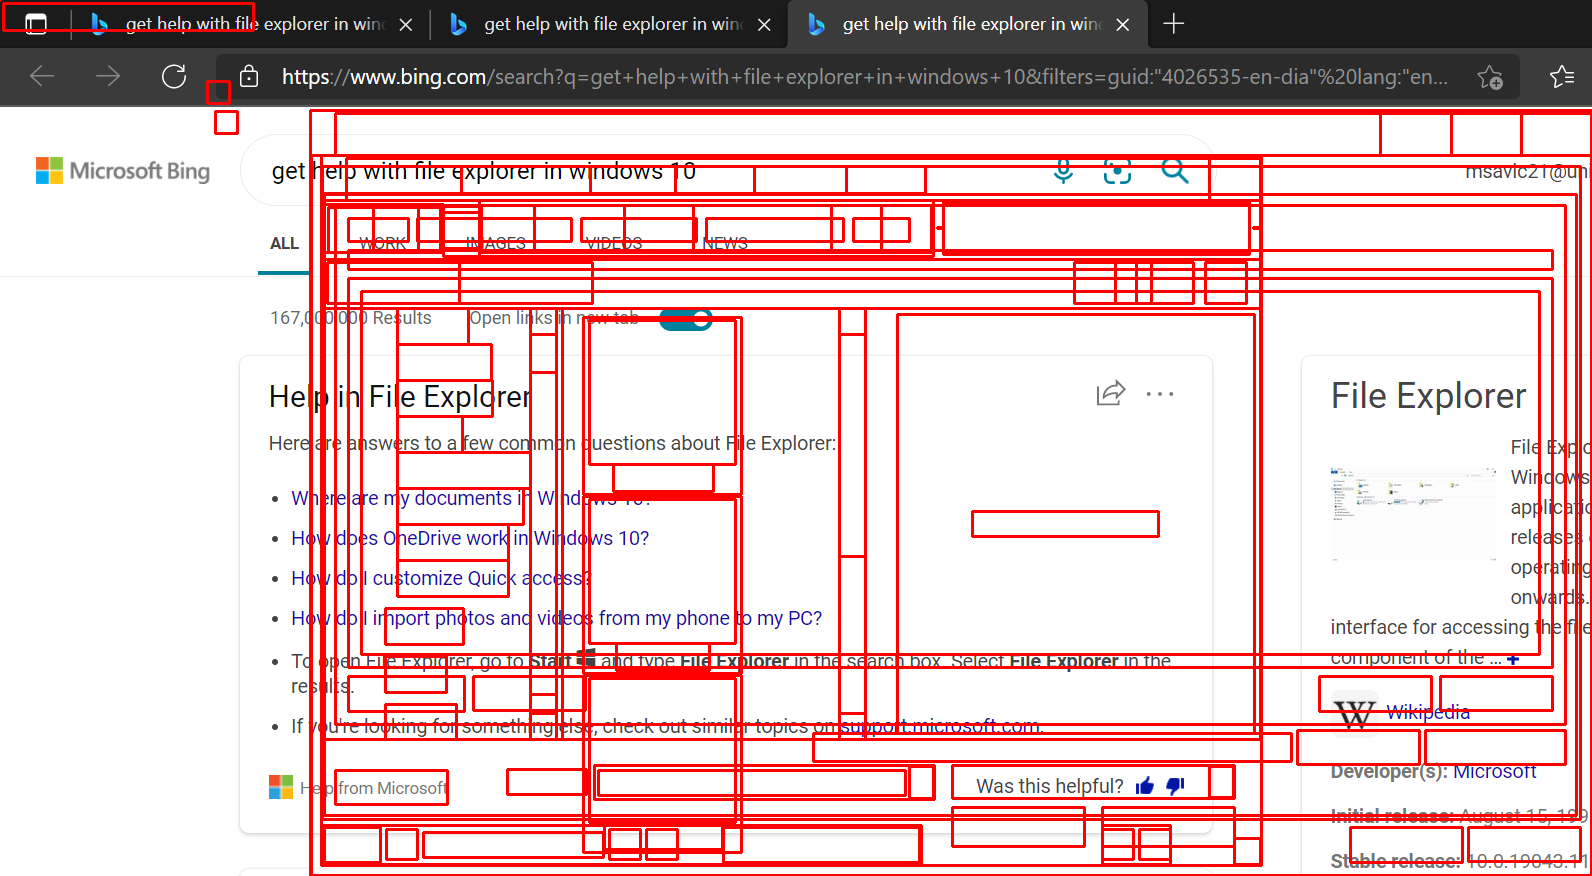 get help with file explorer in win
get help with file explorer in win
get help with file explorer in win
https://www.bing.com/search?q=get+help+with+file+explorer+in+windows+10&filters=guid:"4026535-en-dia"%20lang:"en...
Microsoft Bing
get help with file explorer in windows 10
msavic21@uni
ALL WORK IMAGES VIDEOS NEWS
167,000,000 Results Open links in new tab
Help in File Explorer
Here are answers to a few common questions about File Explorer:
• Where are my documents in Windows 10?
• How does OneDrive work in Windows 10?
• How do I customize Quick access?
• How do I import photos and videos from my phone to my PC?
• To open File Explorer, go to Start and type File Explorer in the search box. Select File Explorer in the
results.
• If you're looking for something else, check out similar topics on support.microsoft.com.
Help from Microsoft
Was this helpful?
File Explorer
File Explo
Windows
applicatio
releases
operating
onwards.
interface for accessing the file
component of the ... +
Wikipedia
Developer(s): Microsoft
Initial release: August 15, 199
Stable release: 10.0.19043.11